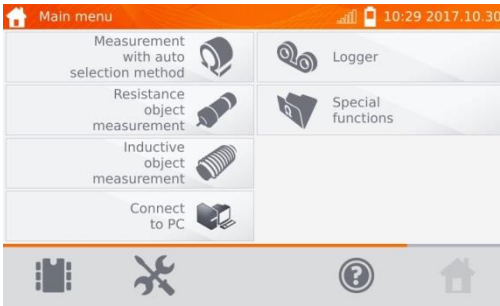 Main menu
10:29 2017.10.30
Measurement
with auto
selection method
Logger
Resistance
object
measurement
Special
functions
Inductive
object
measurement
Connect
to PC
?